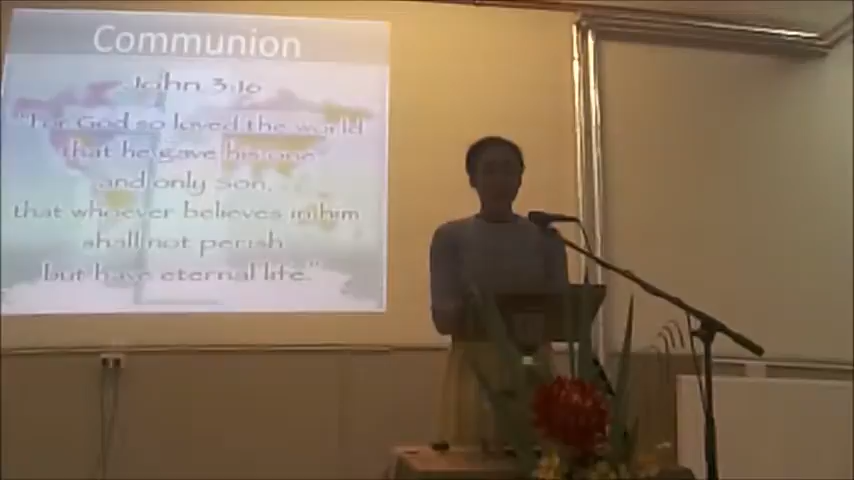 Communion
John 3:16
"For God so loved the world
that he gave his one
and only Son,
that whoever believes in him
shall not perish
but have eternal life."